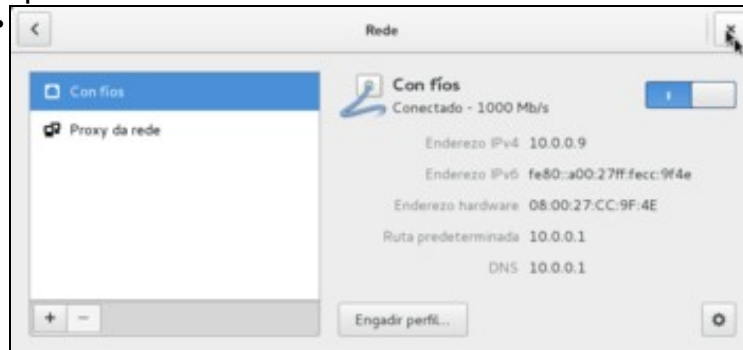 Rede
Con fíos
Proxy da rede
Con fíos
Conectado - 1000 Mb/s
Enderezo IPv4 10.0.0.9
Enderezo IPv6 fe80::a00:27ff:fecc:9f4e
Enderezo hardware 08:00:27:CC:9F:4E
Ruta predeterminada 10.0.0.1
DNS 10.0.0.1
Engadir perfil...